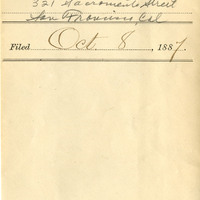 321 Sacramento Street
San Francisco, Cal
Filed Oct. 8, 1887.